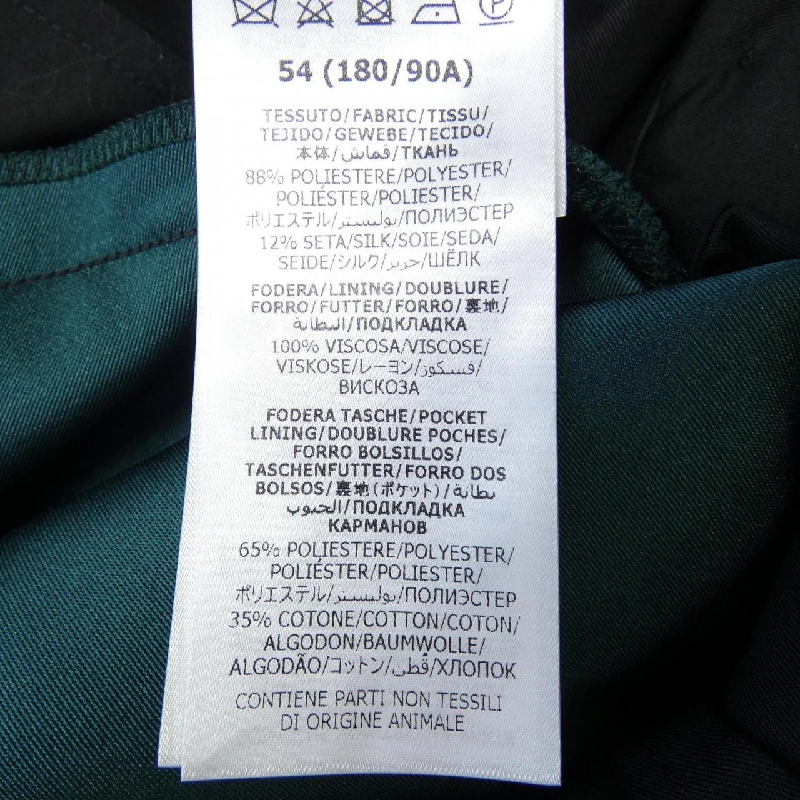 54 (180/90A)
TESSUTO/FABRIC/TISSU/
TEJIDO/GEWEBE/TECIDO/
本体/قماش/ТКАНЬ
88% POLIESTERE/POLYESTER/
POLIÉSTER/POLIESTER/
ポリエステル/بوليستر/ПОЛИЭСТЕР
12% SETA/SILK/SOIE/SEDA/
SEIDE/シルク/حرير/ШЁЛК
FODERA/LINING/DOUBLURE/
FORRO/FUTTER/FORRO/裏地/
البطانة/ПОДКЛАДКА
100% VISCOSA/VISCOSE/
VISKOSE/レーヨン/فسكوز/
ВИСКОЗА
FODERA TASCHE/POCKET
LINING/DOUBLURE POCHES/
FORRO BOLSILLOS/
TASCHENFUTTER/FORRO DOS
BOLSOS/裏地(ポケット)/بطانة
الجيوب/ПОДКЛАДКА
КАРМАНОВ
65% POLIESTERE/POLYESTER/
POLIÉSTER/POLIESTER/
ポリエステル/بوليستر/ПОЛИЭСТЕР
35% COTONE/COTTON/COTON/
ALGODON/BAUMWOLLE/
ALGODÃO/コットン/قطن/ХЛОПОК
CONTIENE PARTI NON TESSILI
DI ORIGINE ANIMALE